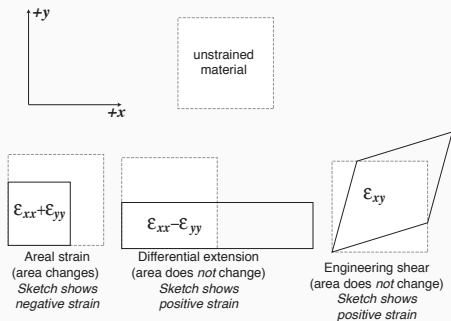 +y
unstrained
material
+x
εxx+εyy
εxx−εyy
εxy
Areal strain
(area changes)
Sketch shows
negative strain
Differential extension
(area does not change)
Sketch shows
positive strain
Engineering shear
(area does not change)
Sketch shows
positive strain